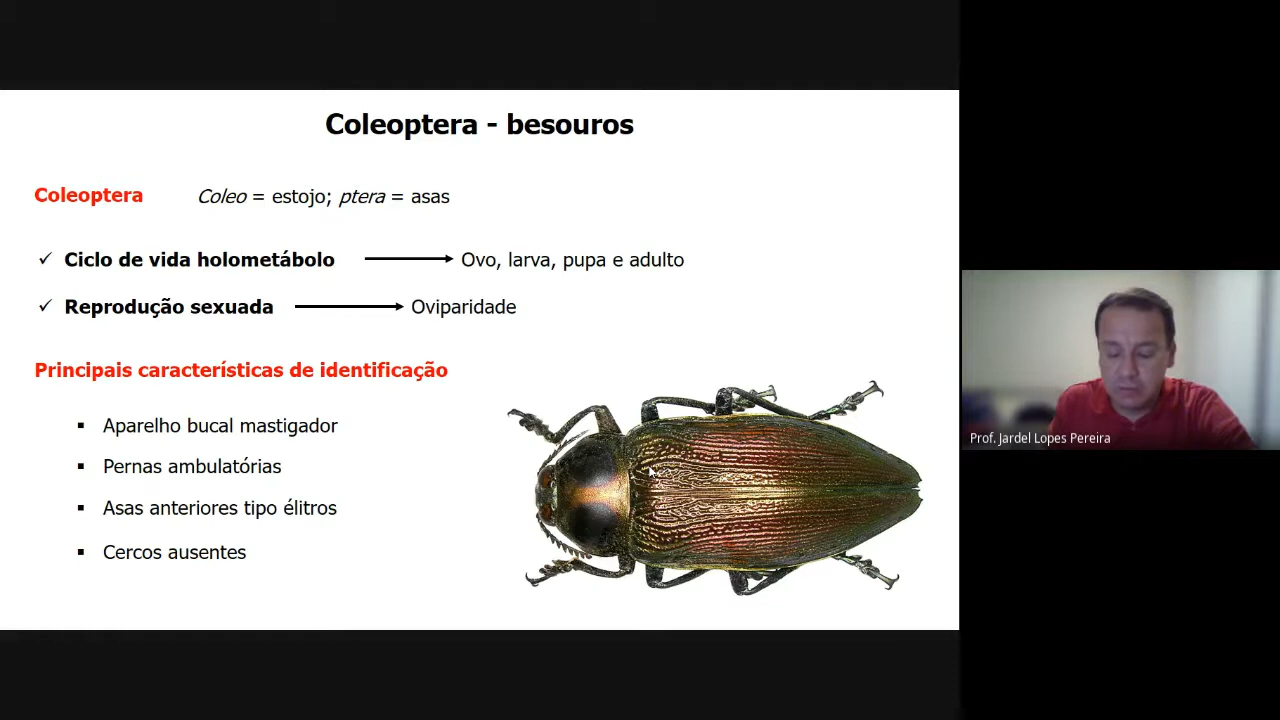 Coleoptera - besouros
Coleoptera Coleo = estojo; ptera = asas
✓ Ciclo de vida holometábolo Ovo, larva, pupa e adulto
✓ Reprodução sexuada Oviparidade
Principais características de identificação
▪ Aparelho bucal mastigador
▪ Pernas ambulatórias
▪ Asas anteriores tipo élitros
▪ Cercos ausentes
Prof. Jardel Lopes Pereira